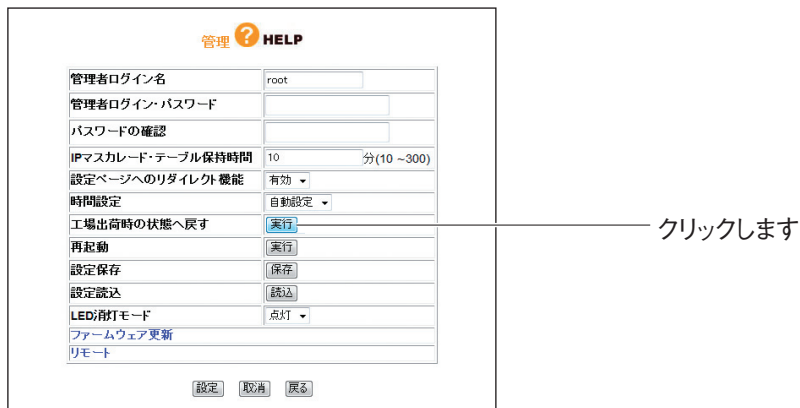 管理 ? HELP
管理者ログイン名 root
管理者ログイン・パスワード
パスワードの確認
IPマスカレード・テーブル保持時間 10 分(10 ~300)
設定ページへのリダイレクト機能 有効
時間設定 自動設定
工場出荷時の状態へ戻す 実行 クリックします
再起動 実行
設定保存 保存
設定読込 読込
LED消灯モード 点灯
ファームウェア更新
リモート
設定 取消 戻る